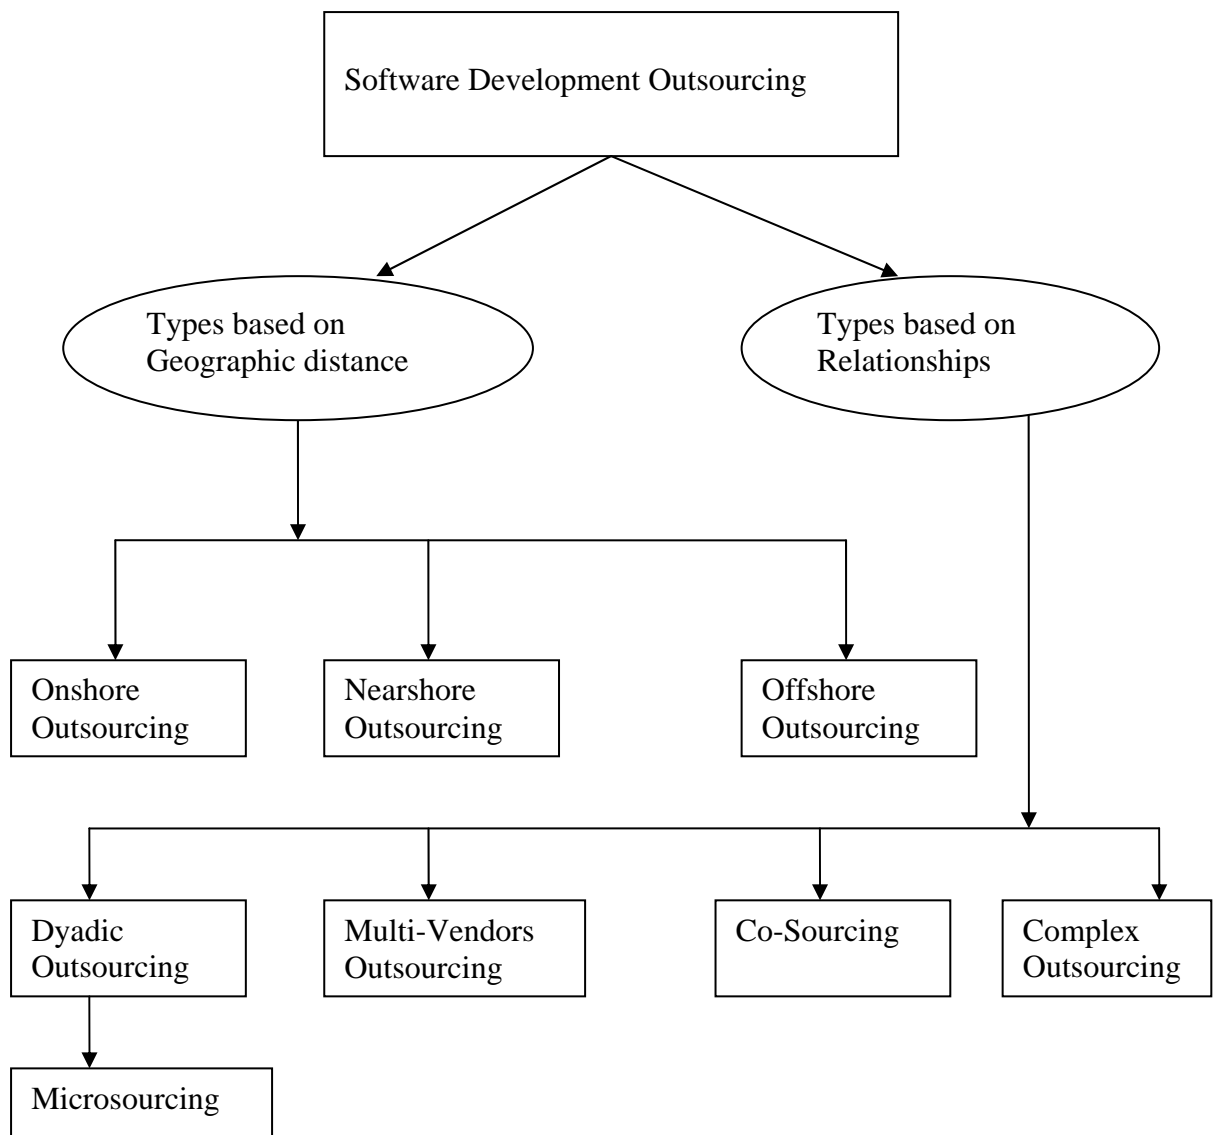 Software Development Outsourcing
Types based on
Geographic distance
Types based on
Relationships
Onshore
Outsourcing
Nearshore
Outsourcing
Offshore
Outsourcing
Dyadic
Outsourcing
Multi-Vendors
Outsourcing
Co-Sourcing
Complex
Outsourcing
Microsourcing